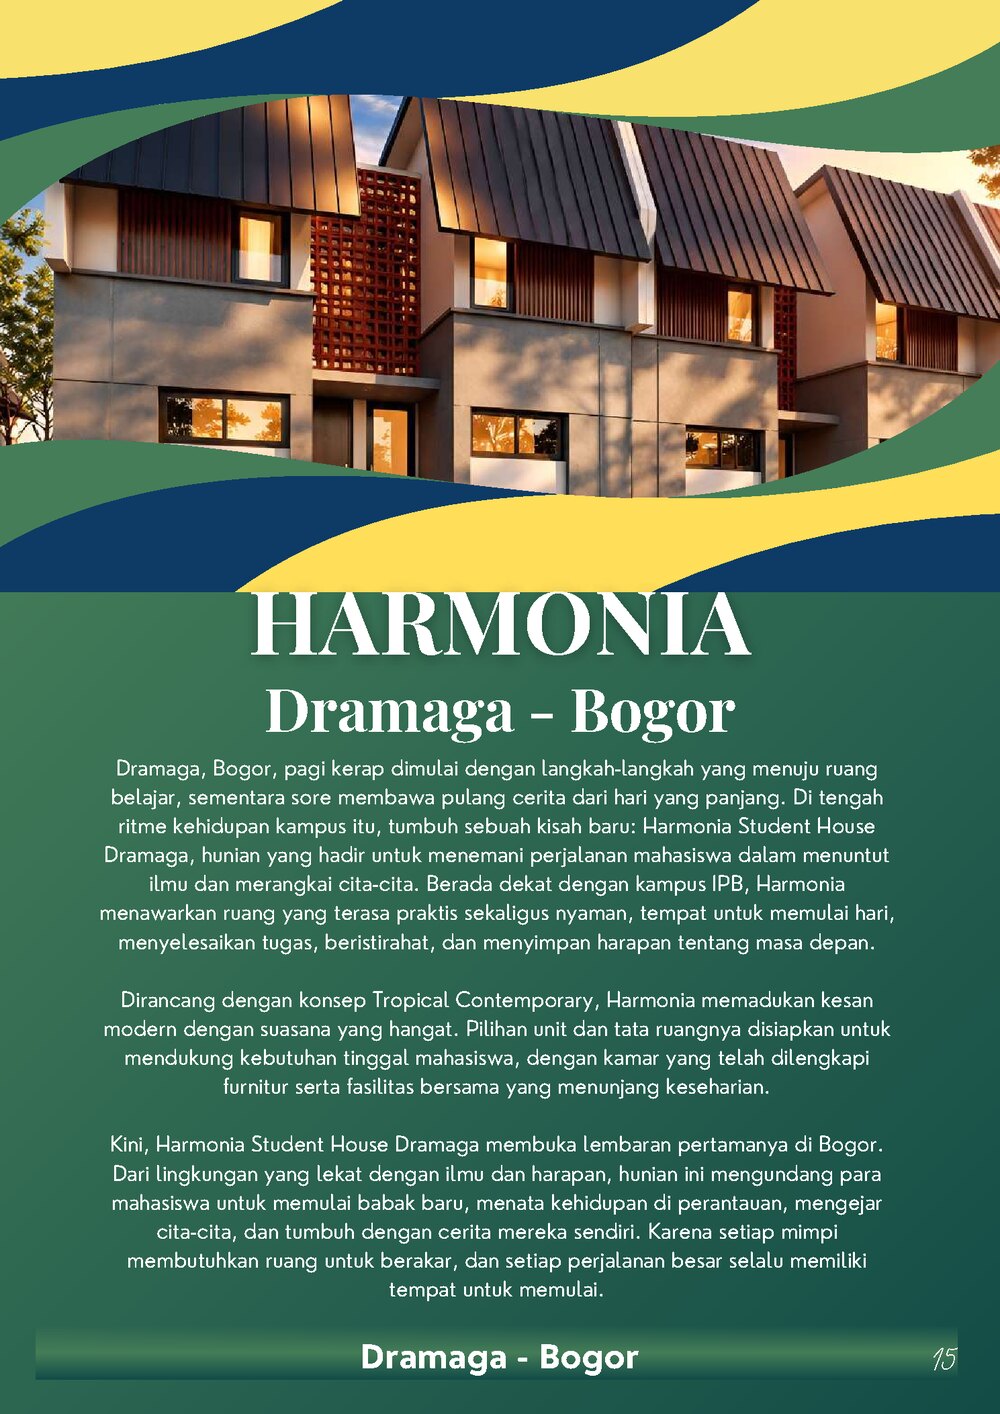 HARMONIA
Dramaga - Bogor
Dramaga, Bogor, pagi kerap dimulai dengan langkah-langkah yang menuju ruang
belajar, sementara sore membawa pulang cerita dari hari yang panjang. Di tengah
ritme kehidupan kampus itu, tumbuh sebuah kisah baru: Harmonia Student House
Dramaga, hunian yang hadir untuk menemani perjalanan mahasiswa dalam menuntut
ilmu dan merangkai cita-cita. Berada dekat dengan kampus IPB, Harmonia
menawarkan ruang yang terasa praktis sekaligus nyaman, tempat untuk memulai hari,
menyelesaikan tugas, beristirahat, dan menyimpan harapan tentang masa depan.
Dirancang dengan konsep Tropical Contemporary, Harmonia memadukan kesan
modern dengan suasana yang hangat. Pilihan unit dan tata ruangnya disiapkan untuk
mendukung kebutuhan tinggal mahasiswa, dengan kamar yang telah dilengkapi
furnitur serta fasilitas bersama yang menunjang keseharian.
Kini, Harmonia Student House Dramaga membuka lembaran pertamanya di Bogor.
Dari lingkungan yang lekat dengan ilmu dan harapan, hunian ini mengundang para
mahasiswa untuk memulai babak baru, menata kehidupan di perantauan, mengejar
cita-cita, dan tumbuh dengan cerita mereka sendiri. Karena setiap mimpi
membutuhkan ruang untuk berakar, dan setiap perjalanan besar selalu memiliki
tempat untuk memulai.
Dramaga - Bogor
15